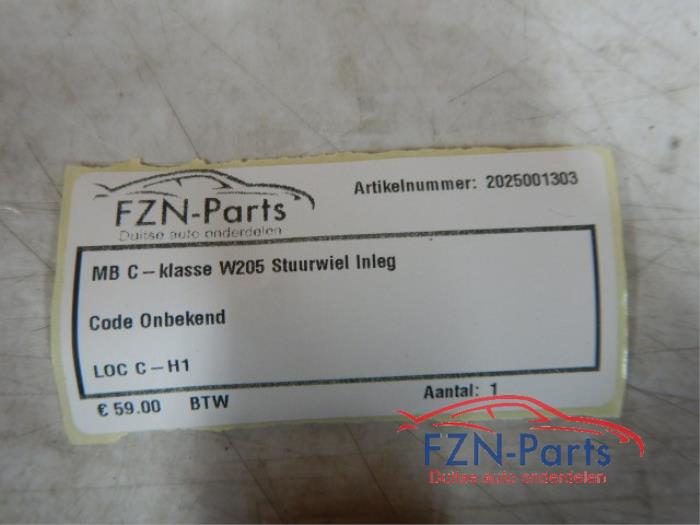 FZN-Parts
Duitse auto onderdelen
Artikelnummer: 2025001303
MB C-klasse W205 Stuurwiel Inleg
Code Onbekend
LOC C-H1
€ 59.00 BTW
Aantal: 1
FZN-Parts
Duitse auto onderdelen